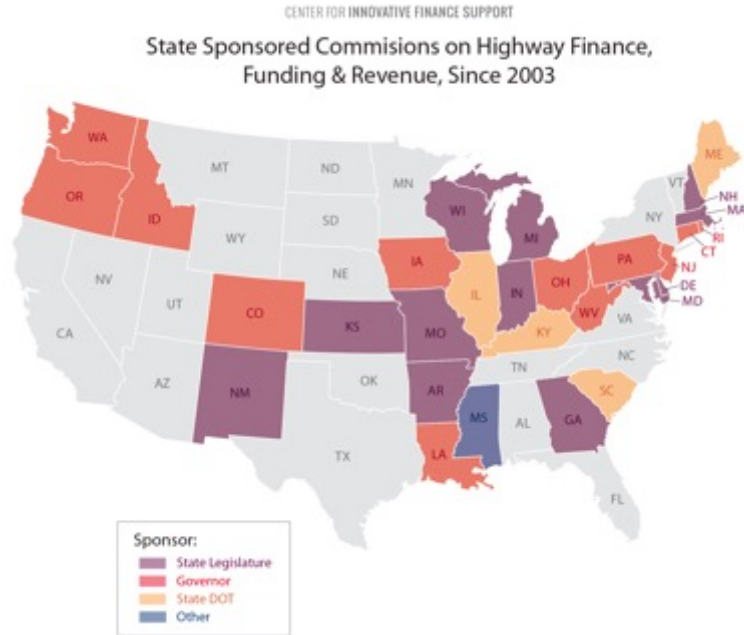 CENTER FOR INNOVATIVE FINANCE SUPPORT
State Sponsored Commisions on Highway Finance,
Funding & Revenue, Since 2003
WA
MT
ND
MN
ME
VT
OR
ID
SD
WI
NH
MA
NY
RI
CT
WY
MI
IA
PA
NJ
NE
NV
UT
IL
IN
OH
DE
MD
CO
WV
KS
MO
KY
VA
CA
NC
TN
AZ
NM
OK
AR
SC
MS
AL
GA
TX
LA
FL
Sponsor:
State Legislature
Governor
State DOT
Other